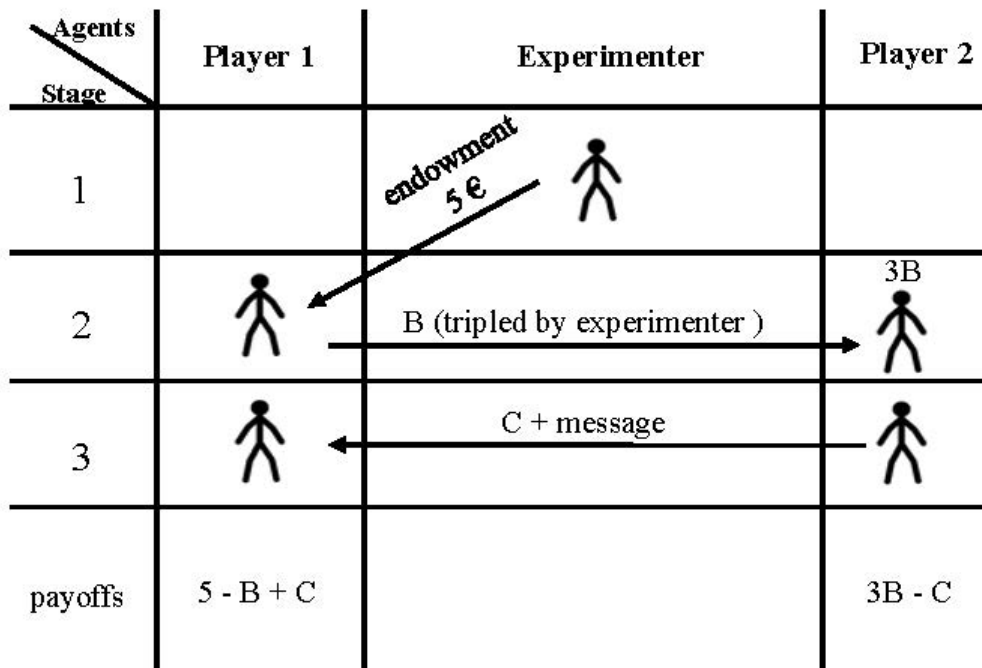 Agents
Stage
Player 1
Experimenter
Player 2
1
endowment
5 €
2
B (tripled by experimenter )
3B
3
C + message
payoffs
5 - B + C
3B - C